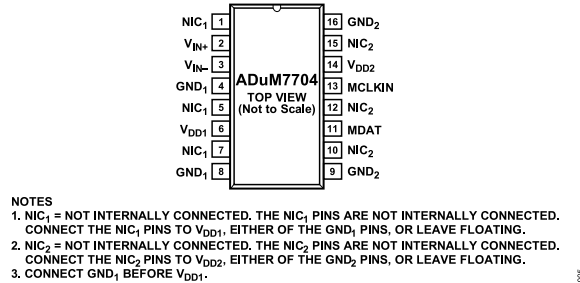 NIC1 1 16 GND2
VIN+ 2 15 NIC2
VIN– 3 14 VDD2
GND1 4 ADuM7704 13 MCLKIN
TOP VIEW
(Not to Scale)
NIC1 5 12 NIC2
VDD1 6 11 MDAT
NIC1 7 10 NIC2
GND1 8 9 GND2
NOTES
1. NIC1 = NOT INTERNALLY CONNECTED. THE NIC1 PINS ARE NOT INTERNALLY CONNECTED.
CONNECT THE NIC1 PINS TO VDD1, EITHER OF THE GND1 PINS, OR LEAVE FLOATING.
2. NIC2 = NOT INTERNALLY CONNECTED. THE NIC2 PINS ARE NOT INTERNALLY CONNECTED.
CONNECT THE NIC2 PINS TO VDD2, EITHER OF THE GND2 PINS, OR LEAVE FLOATING.
3. CONNECT GND1 BEFORE VDD1.